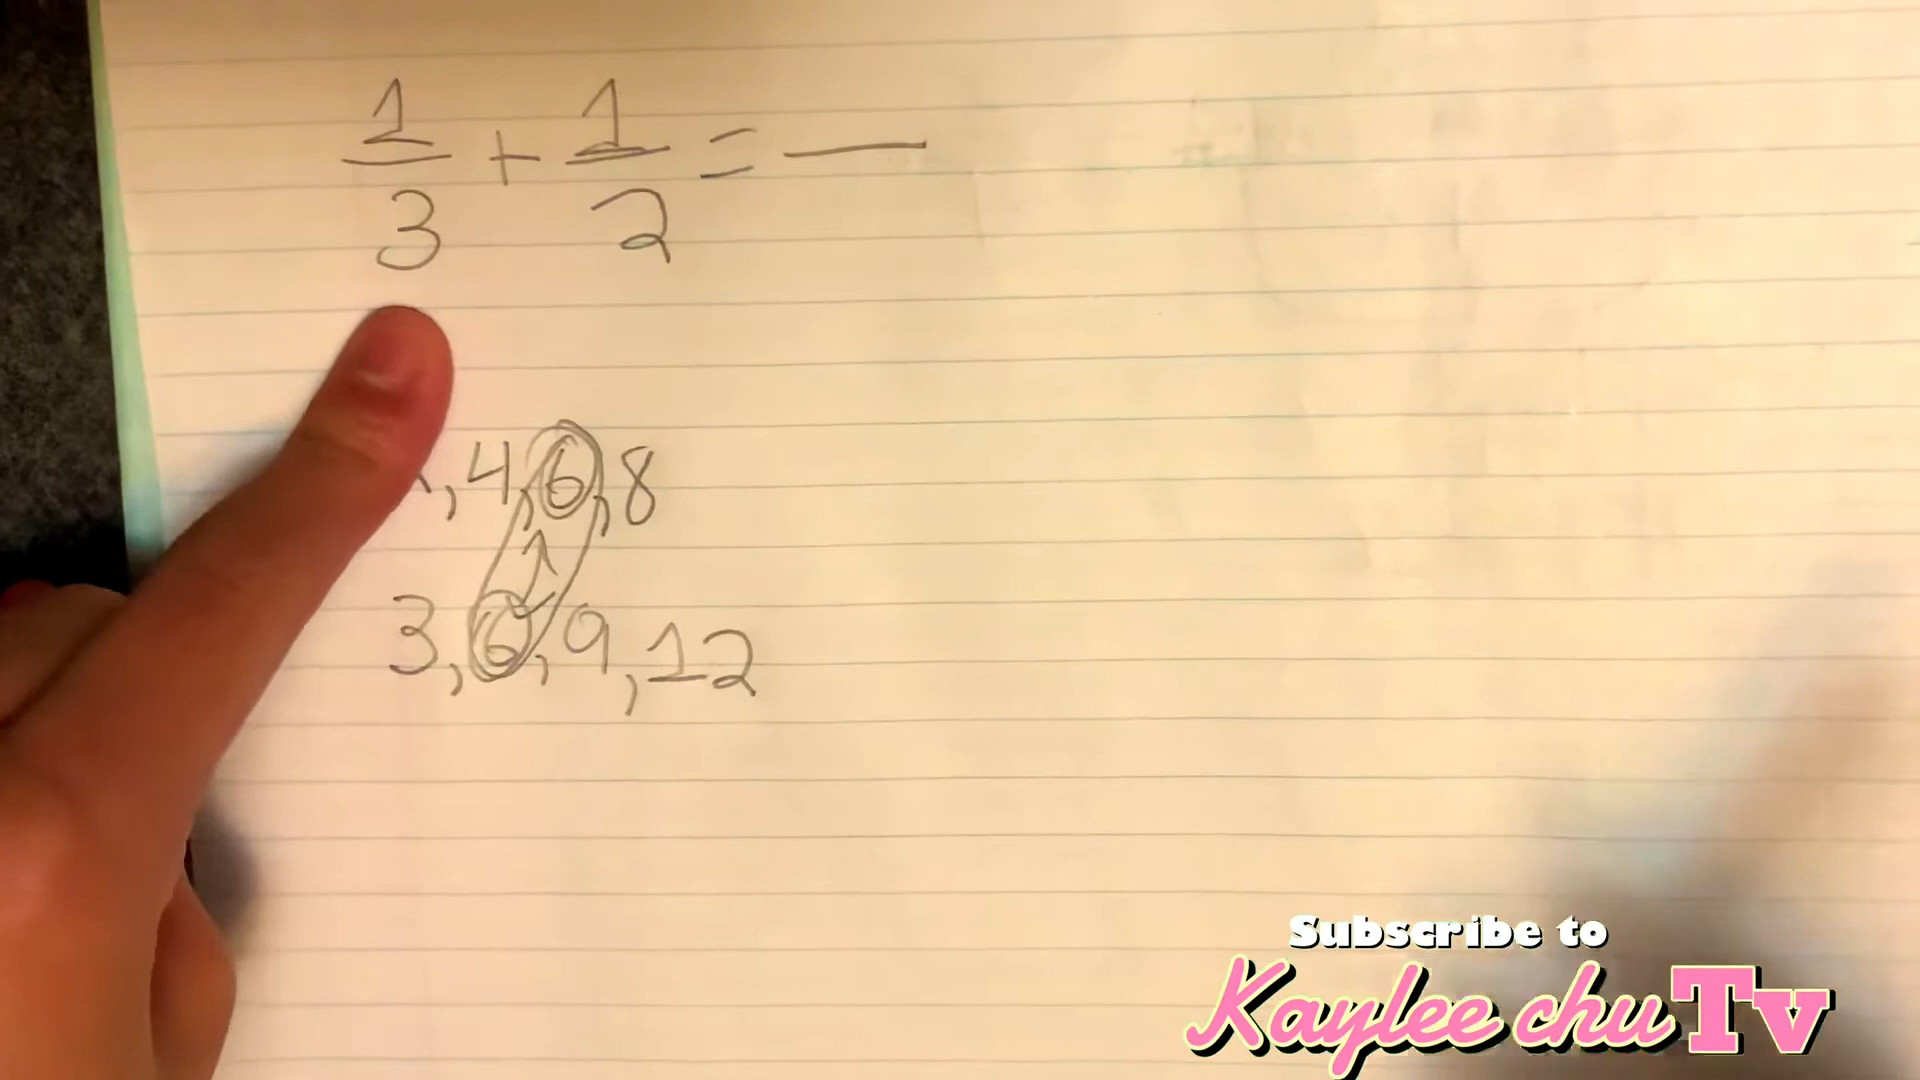 1/3 + 1/2 = —
, 4, 6, 8
3, 6, 9, 12
Subscribe to
Kaylee chu Tv